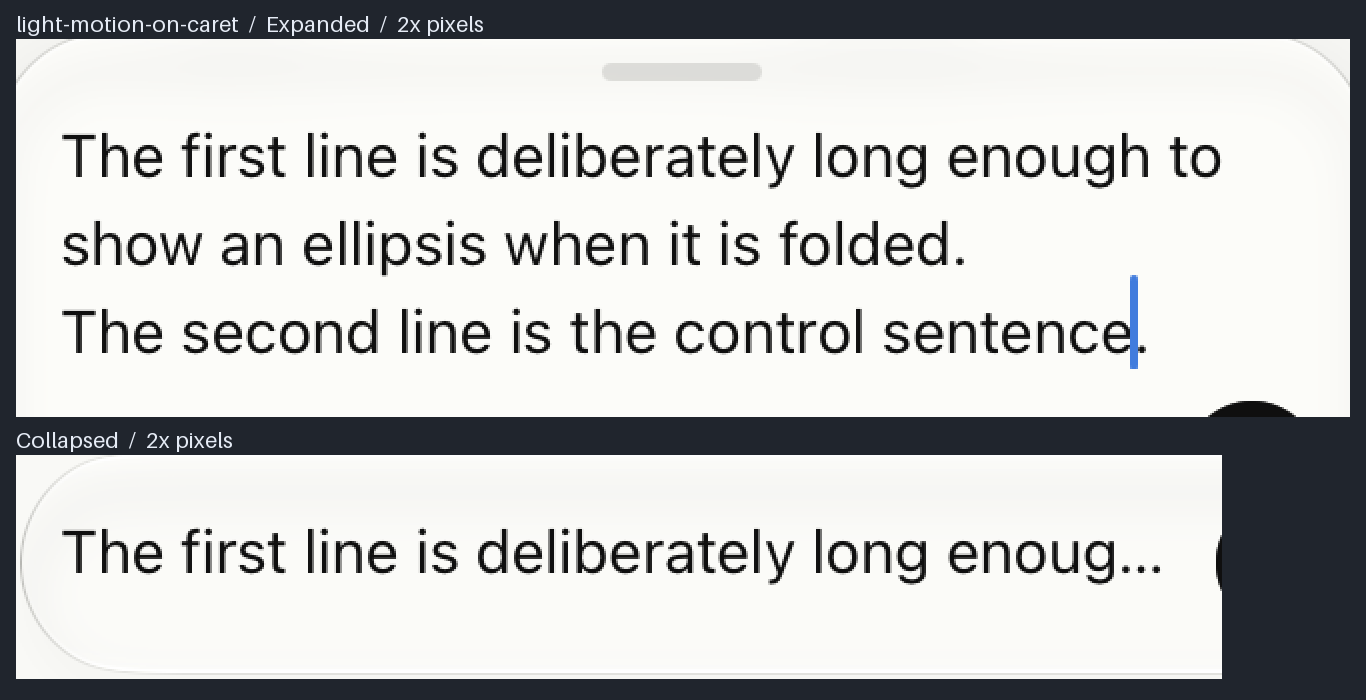 light-motion-on-caret / Expanded / 2x pixels
The first line is deliberately long enough to
show an ellipsis when it is folded.
The second line is the control sentence.
Collapsed / 2x pixels
The first line is deliberately long enoug...